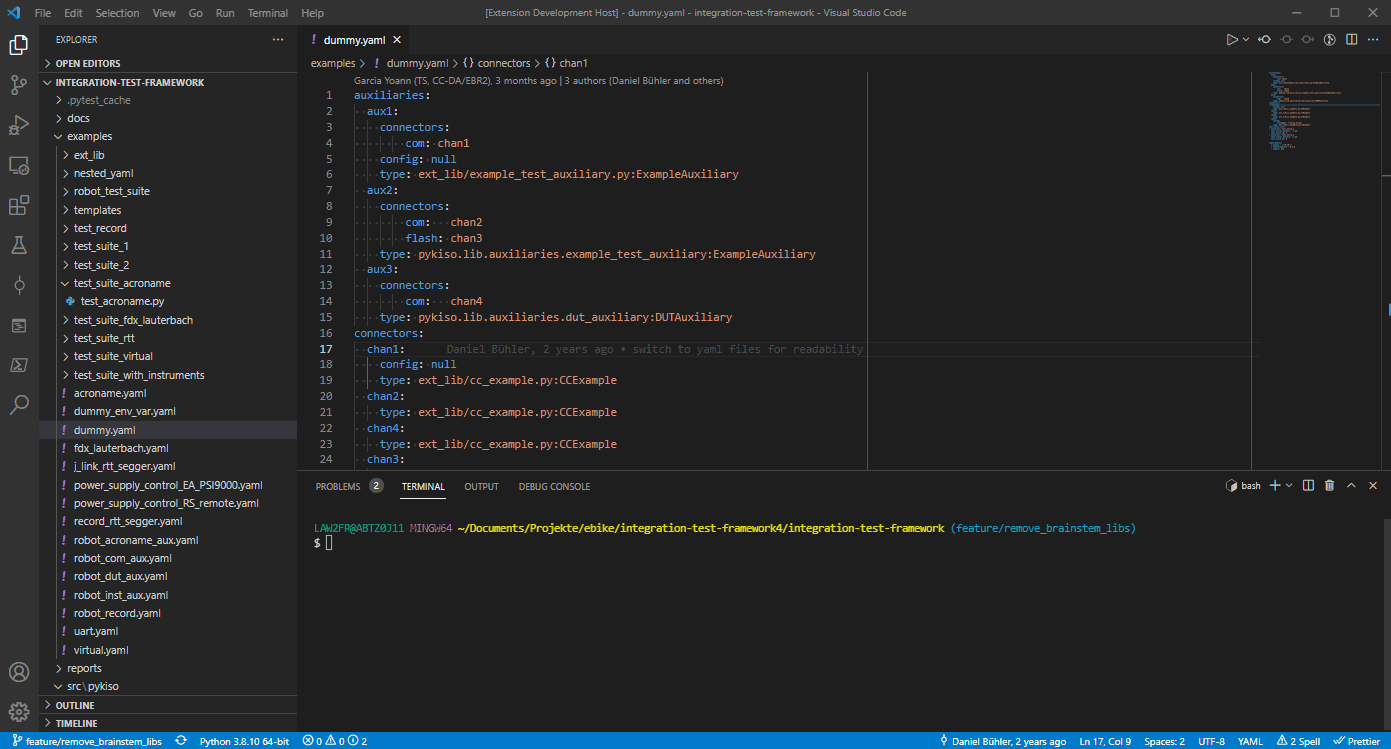 File Edit Selection View Go Run Terminal Help
[Extension Development Host] - dummy.yaml - integration-test-framework - Visual Studio Code
EXPLORER
OPEN EDITORS
INTEGRATION-TEST-FRAMEWORK
.pytest_cache
docs
examples
ext_lib
nested_yaml
robot_test_suite
templates
test_record
test_suite_1
test_suite_2
test_suite_acroname
test_acroname.py
test_suite_fdx_lauterbach
test_suite_rtt
test_suite_virtual
test_suite_with_instruments
! acroname.yaml
! dummy_env_var.yaml
! dummy.yaml
! fdx_lauterbach.yaml
! j_link_rtt_segger.yaml
! power_supply_control_EA_PSI9000.yaml
! power_supply_control_RS_remote.yaml
! record_rtt_segger.yaml
! robot_acroname_aux.yaml
! robot_com_aux.yaml
! robot_dut_aux.yaml
! robot_inst_aux.yaml
! robot_record.yaml
! uart.yaml
! virtual.yaml
reports
src\pykiso
OUTLINE
TIMELINE
! dummy.yaml
examples > ! dummy.yaml > {} connectors > {} chan1
Garcia Yoann (TS, CC-DA/EBR2), 3 months ago | 3 authors (Daniel Bühler and others)
1 auxiliaries:
2 aux1:
3 connectors:
4 com: chan1
5 config: null
6 type: ext_lib/example_test_auxiliary.py:ExampleAuxiliary
7 aux2:
8 connectors:
9 com: chan2
10 flash: chan3
11 type: pykiso.lib.auxiliaries.example_test_auxiliary:ExampleAuxiliary
12 aux3:
13 connectors:
14 com: chan4
15 type: pykiso.lib.auxiliaries.dut_auxiliary:DUTAuxiliary
16 connectors:
17 chan1: Daniel Bühler, 2 years ago • switch to yaml files for readability
18 config: null
19 type: ext_lib/cc_example.py:CCExample
20 chan2:
21 type: ext_lib/cc_example.py:CCExample
22 chan4:
23 type: ext_lib/cc_example.py:CCExample
24 chan3:
PROBLEMS 2 TERMINAL OUTPUT DEBUG CONSOLE
bash
LAW2FR@ABTZ0J11 MINGW64 ~/Documents/Projekte/ebike/integration-test-framework4/integration-test-framework (feature/remove_brainstem_libs)
$
feature/remove_brainstem_libs Python 3.8.10 64-bit 0 0 2
Daniel Bühler, 2 years ago Ln 17, Col 9 Spaces: 2 UTF-8 YAML 2 Spell Prettier